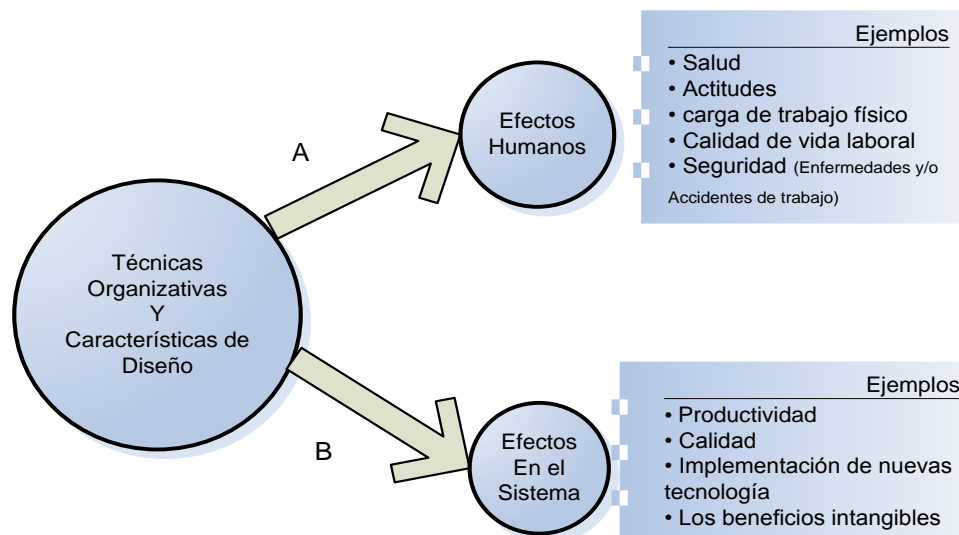 Ejemplos
• Salud
• Actitudes
• carga de trabajo físico
• Calidad de vida laboral
• Seguridad (Enfermedades y/o
Accidentes de trabajo)
Efectos
Humanos
A
Técnicas
Organizativas
Y
Características de
Diseño
B
Efectos
En el
Sistema
Ejemplos
• Productividad
• Calidad
• Implementación de nuevas
tecnología
• Los beneficios intangibles